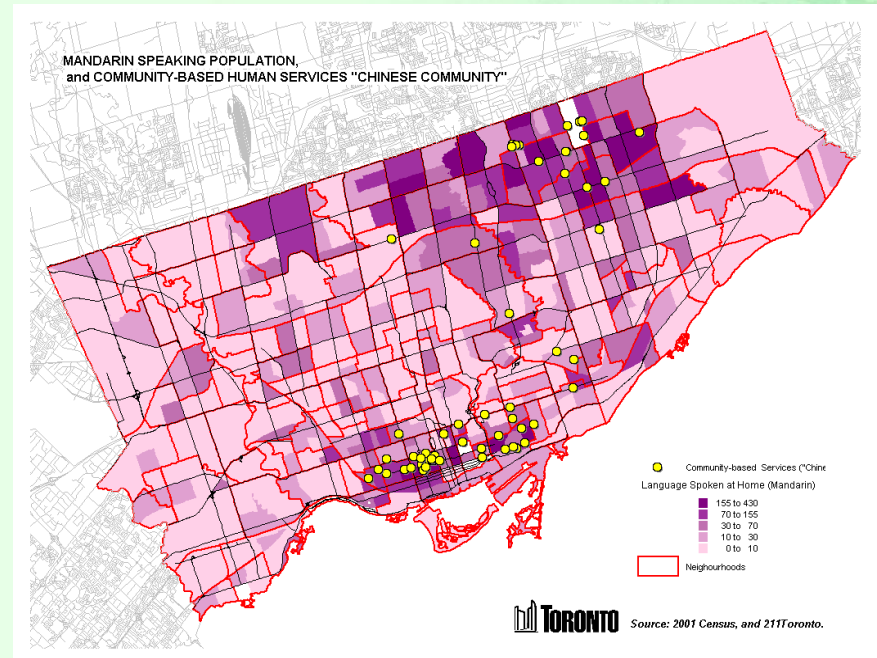 MANDARIN SPEAKING POPULATION,
and COMMUNITY-BASED HUMAN SERVICES "CHINESE COMMUNITY"
Community-based Services ("Chine
Language Spoken at Home (Mandarin)
155 to 430
70 to 155
30 to 70
10 to 30
0 to 10
Neighourhoods
TORONTO
Source: 2001 Census, and 211Toronto.